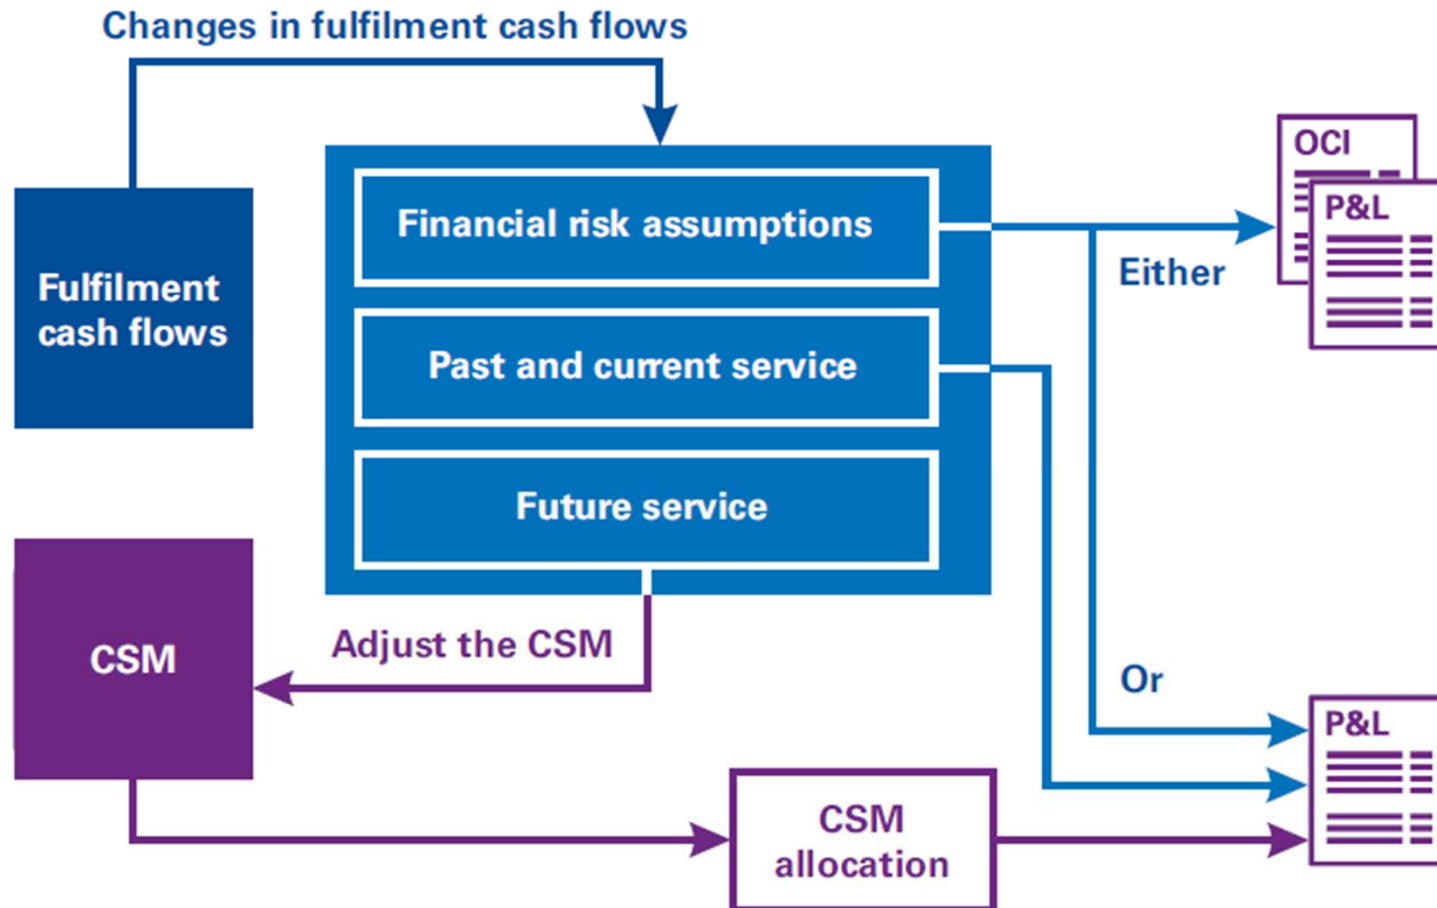 Changes in fulfilment cash flows
OCI
P&L
Financial risk assumptions
Either
Fulfilment
cash flows
Past and current service
Future service
CSM
Adjust the CSM
Or
P&L
CSM
allocation